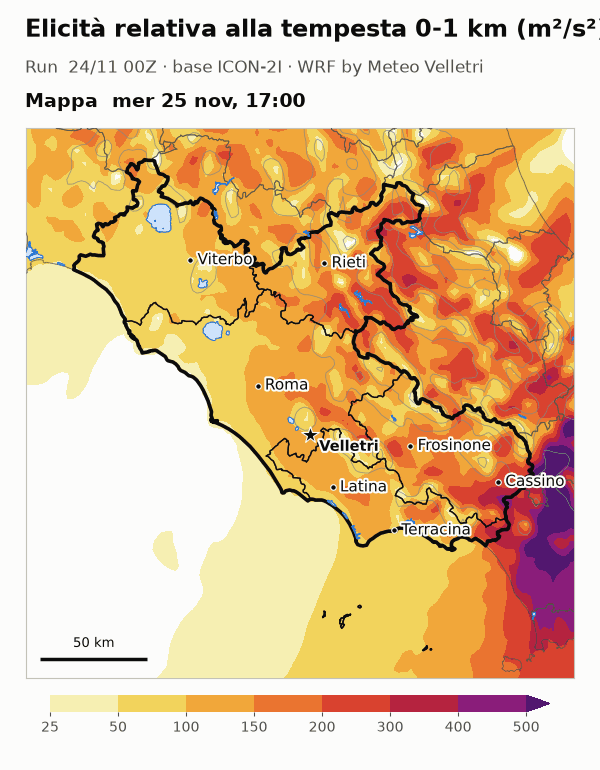 Elicità relativa alla tempesta 0-1 km (m²/s²)
Run 24/11 00Z · base ICON-2I · WRF by Meteo Velletri
Mappa mer 25 nov, 17:00
Viterbo
Rieti
Roma
Velletri
Frosinone
Cassino
Latina
Terracina
50 km
25 50 100 150 200 300 400 500